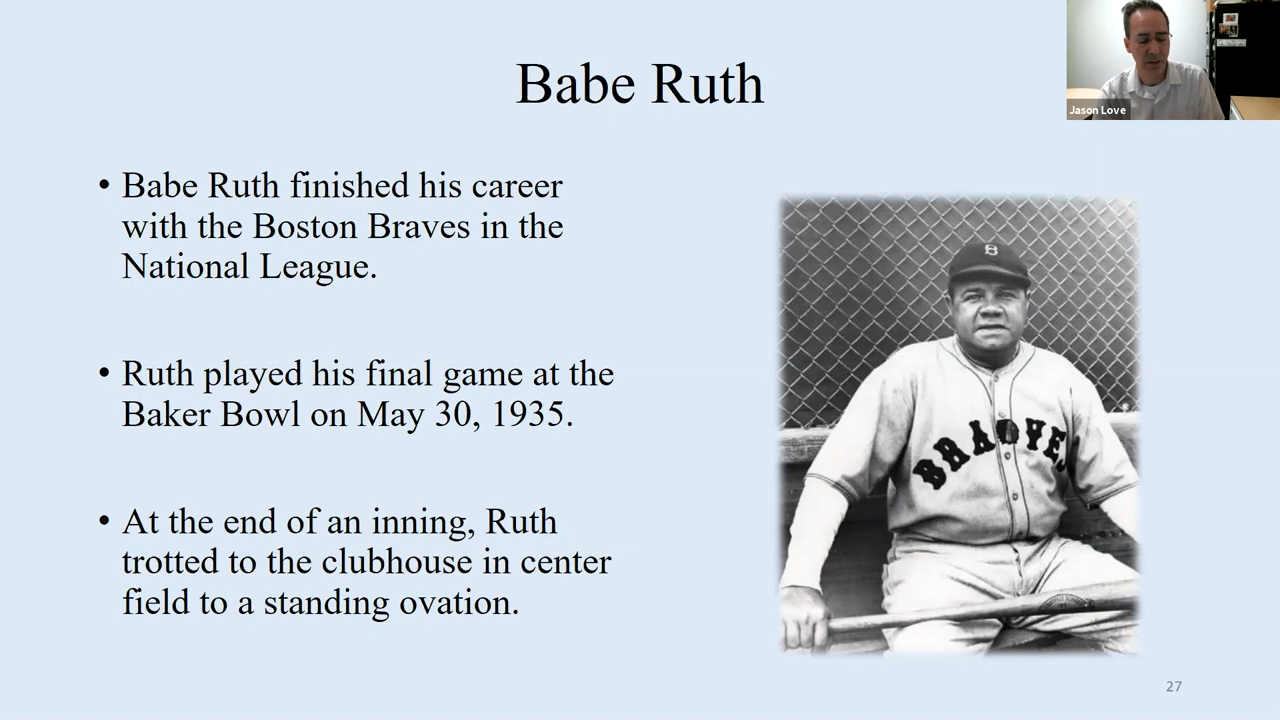 Babe Ruth
Jason Love
• Babe Ruth finished his career
with the Boston Braves in the
National League.
• Ruth played his final game at the
Baker Bowl on May 30, 1935.
• At the end of an inning, Ruth
trotted to the clubhouse in center
field to a standing ovation.
B
BRAVES
27